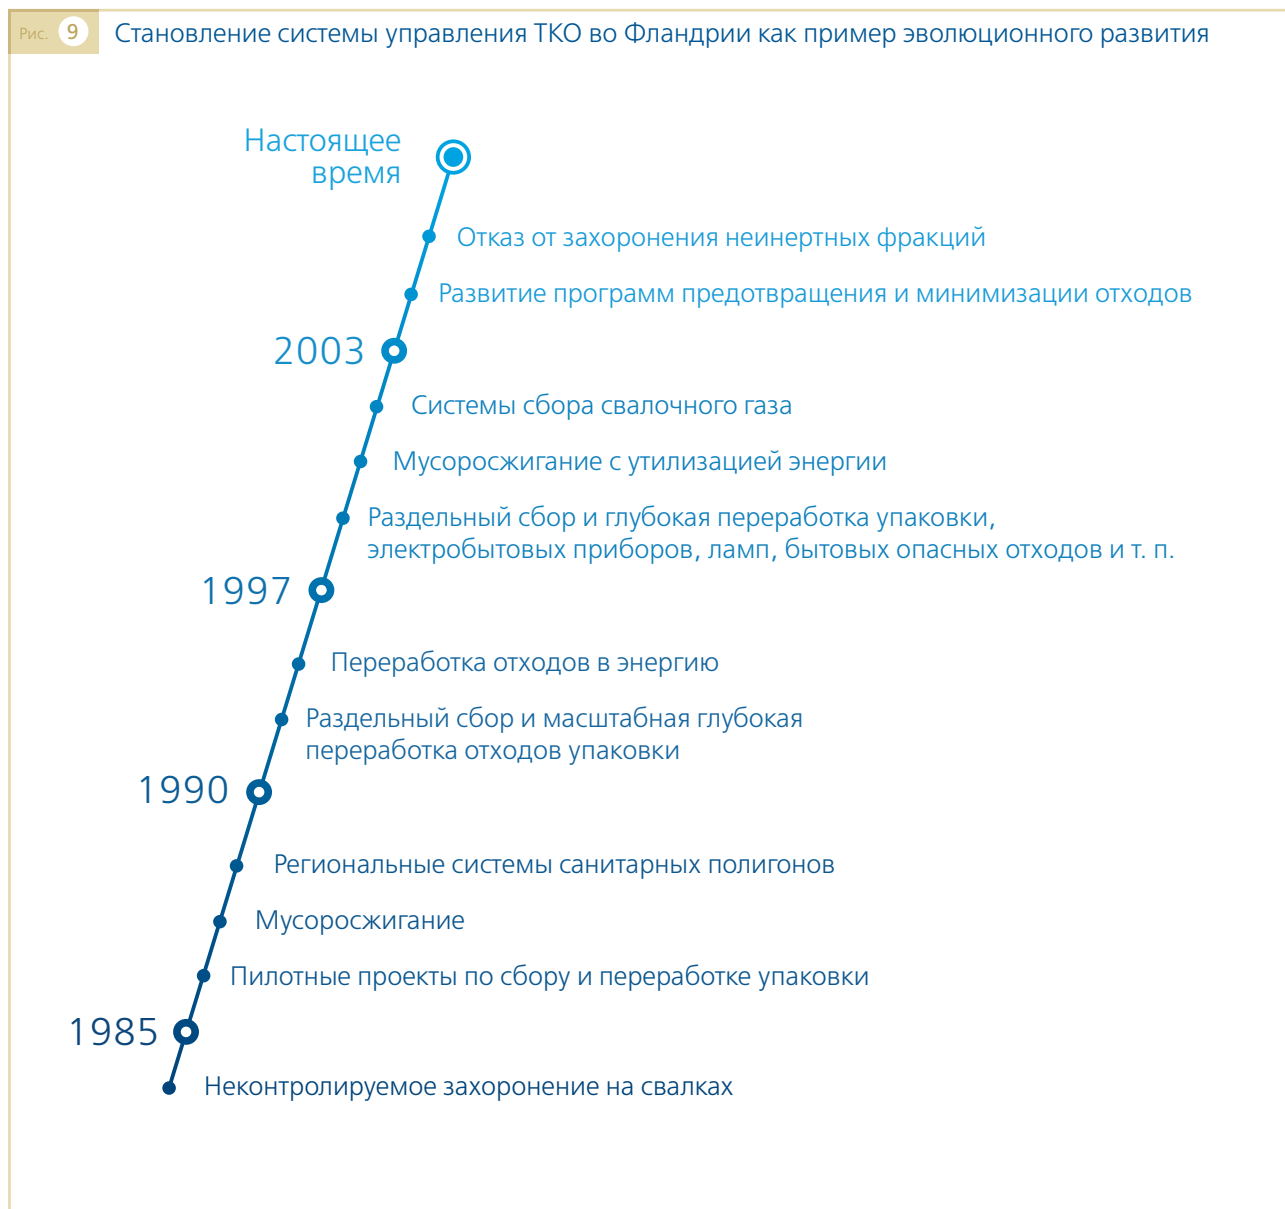 Рис. 9 Становление системы управления ТКО во Фландрии как пример эволюционного развития
Настоящее
время
Отказ от захоронения неинертных фракций
Развитие программ предотвращения и минимизации отходов
2003
Системы сбора свалочного газа
Мусоросжигание с утилизацией энергии
Раздельный сбор и глубокая переработка упаковки,
электробытовых приборов, ламп, бытовых опасных отходов и т. п.
1997
Переработка отходов в энергию
Раздельный сбор и масштабная глубокая
переработка отходов упаковки
1990
Региональные системы санитарных полигонов
Мусоросжигание
Пилотные проекты по сбору и переработке упаковки
1985
Неконтролируемое захоронение на свалках